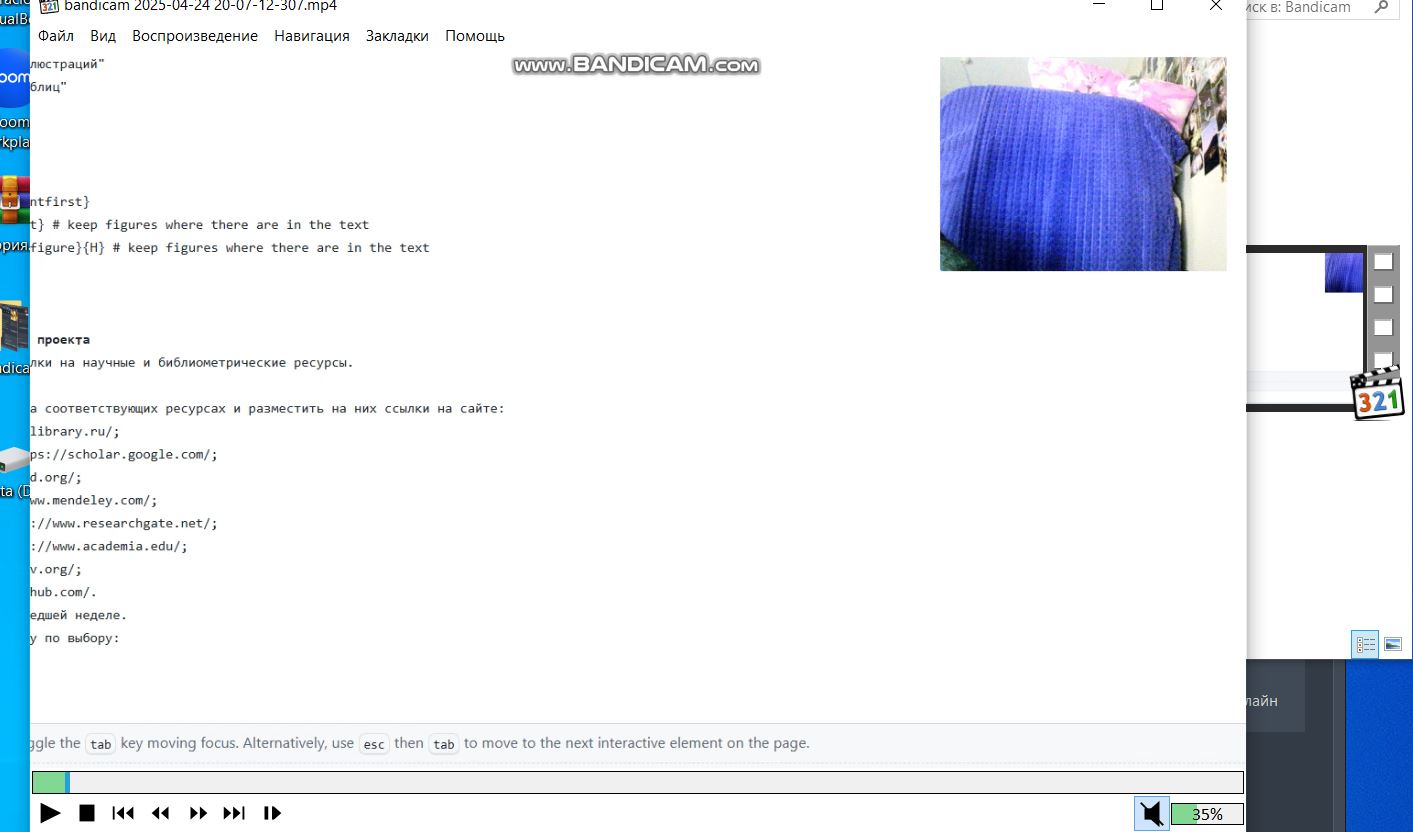 bandicam 2025-04-24 20-07-12-307.mp4
иск в: Bandicam
Файл Вид Воспроизведение Навигация Закладки Помощь
www.BANDICAM.com
люстраций"
блиц"
oom
oom
rkpla
ntfirst}
t} # keep figures where there are in the text
figure}{H} # keep figures where there are in the text
ория
проекта
лки на научные и библиометрические ресурсы.
ndica
321
а соответствующих ресурсах и разместить на них ссылки на сайте:
library.ru/;
ps://scholar.google.com/;
d.org/;
ta (D
ww.mendeley.com/;
://www.researchgate.net/;
://www.academia.edu/;
v.org/;
hub.com/.
едшей неделе.
у по выбору:
лайн
ggle the tab key moving focus. Alternatively, use esc then tab to move to the next interactive element on the page.
35%